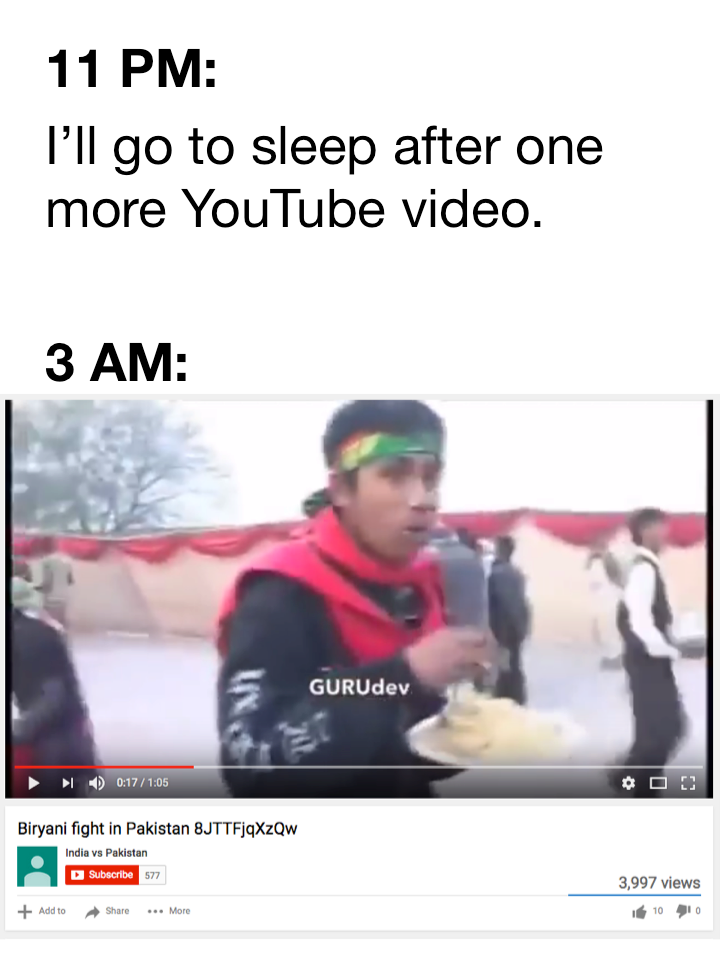 11 PM:
I’ll go to sleep after one
more YouTube video.
3 AM:
GURUdev
0:17 / 1:05
Biryani fight in Pakistan 8JTTFjqXzQw
India vs Pakistan
Subscribe 577
3,997 views
Add to Share More 10 0